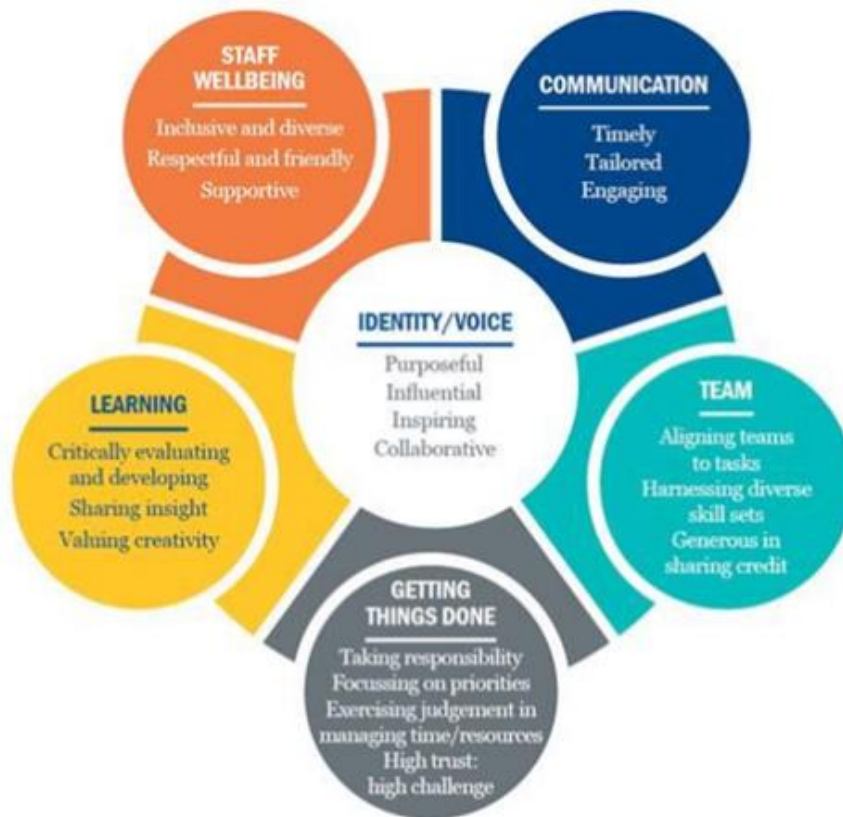 STAFF
WELLBEING
Inclusive and diverse
Respectful and friendly
Supportive
COMMUNICATION
Timely
Tailored
Engaging
IDENTITY/VOICE
Purposeful
Influential
Inspiring
Collaborative
LEARNING
Critically evaluating
and developing
Sharing insight
Valuing creativity
TEAM
Aligning teams
to tasks
Harnessing diverse
skill sets
Generous in
sharing credit
GETTING
THINGS DONE
Taking responsibility
Focussing on priorities
Exercising judgement in
managing time/resources
High trust:
high challenge